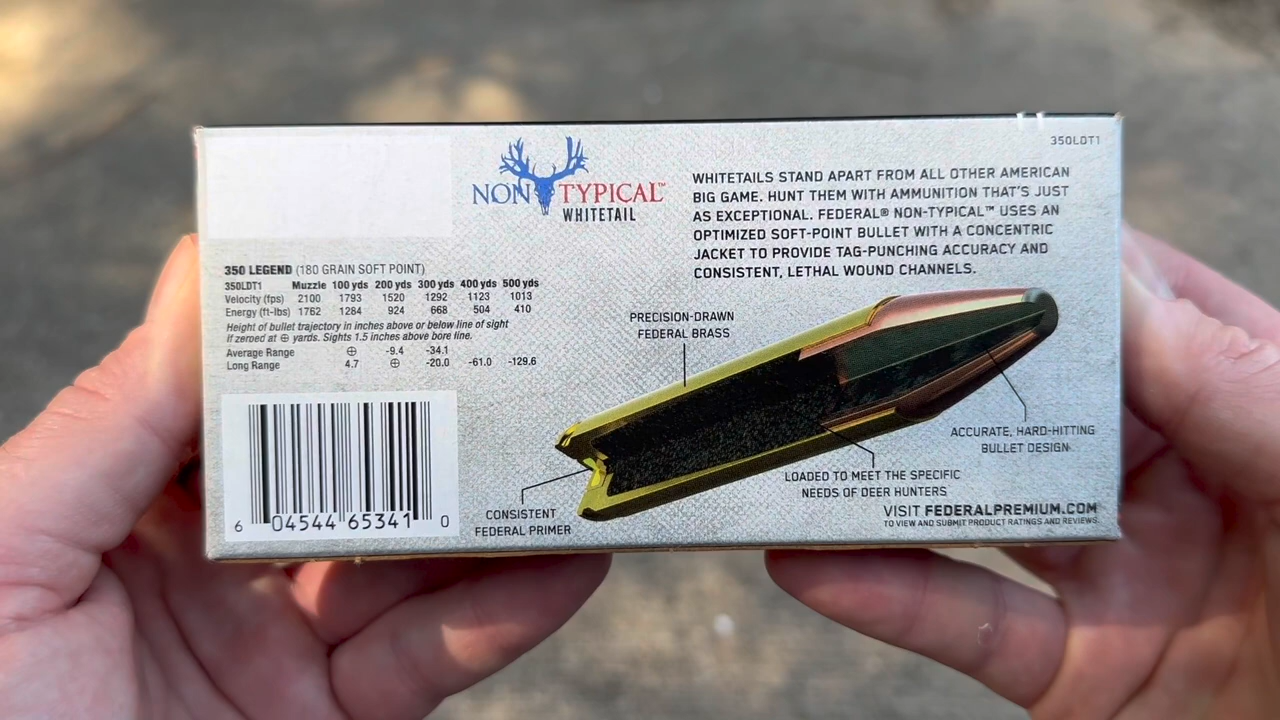 350LDT1
NON TYPICAL™
WHITETAIL
WHITETAILS STAND APART FROM ALL OTHER AMERICAN
BIG GAME. HUNT THEM WITH AMMUNITION THAT'S JUST
AS EXCEPTIONAL. FEDERAL® NON-TYPICAL™ USES AN
OPTIMIZED SOFT-POINT BULLET WITH A CONCENTRIC
JACKET TO PROVIDE TAG-PUNCHING ACCURACY AND
CONSISTENT, LETHAL WOUND CHANNELS.
350 LEGEND (180 GRAIN SOFT POINT)
350LDT1 Muzzle 100 yds 200 yds 300 yds 400 yds 500 yds
Velocity (fps) 2100 1793 1520 1292 1123 1013
Energy (ft-lbs) 1762 1284 924 668 504 410
Height of bullet trajectory in inches above or below line of sight
if zeroed at ⊕ yards. Sights 1.5 inches above bore line.
Average Range ⊕ -9.4 -34.1
Long Range 4.7 ⊕ -20.0 -61.0 -129.6
PRECISION-DRAWN
FEDERAL BRASS
ACCURATE, HARD-HITTING
BULLET DESIGN
LOADED TO MEET THE SPECIFIC
NEEDS OF DEER HUNTERS
CONSISTENT
FEDERAL PRIMER
6 04544 65341 0
VISIT FEDERALPREMIUM.COM
TO VIEW AND SUBMIT PRODUCT RATINGS AND REVIEWS.